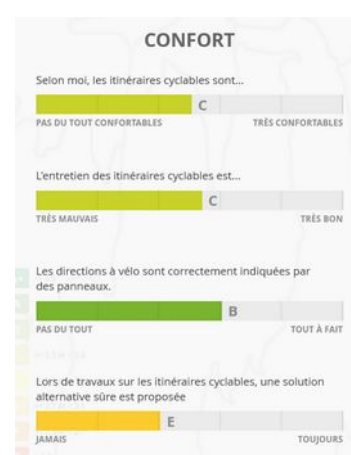 CONFORT
Selon moi, les itinéraires cyclables sont...
C
PAS DU TOUT CONFORTABLES TRÈS CONFORTABLES
L'entretien des itinéraires cyclables est...
C
TRÈS MAUVAIS TRÈS BON
Les directions à vélo sont correctement indiquées par
des panneaux.
B
PAS DU TOUT TOUT À FAIT
Lors de travaux sur les itinéraires cyclables, une solution
alternative sûre est proposée
E
JAMAIS TOUJOURS